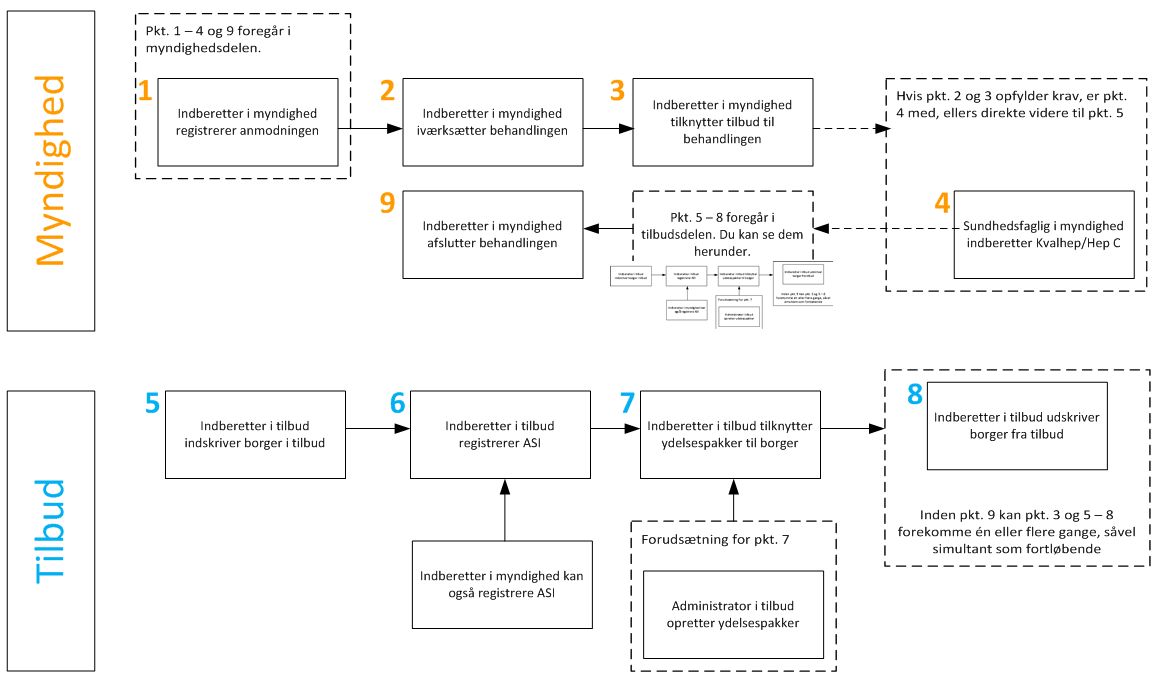 Myndighed
Pkt. 1 – 4 og 9 foregår i
myndighedsdelen.
1
Indberetter i myndighed
registrerer anmodningen
2
Indberetter i myndighed
iværksætter behandlingen
3
Indberetter i myndighed
tilknytter tilbud til
behandlingen
Hvis pkt. 2 og 3 opfylder krav, er pkt.
4 med, ellers direkte videre til pkt. 5
4
Sundhedsfaglig i myndighed
indberetter Kvalhep/Hep C
Pkt. 5 – 8 foregår i
tilbudsdelen. Du kan se dem
herunder.
9
Indberetter i myndighed
afslutter behandlingen
Tilbud
5
Indberetter i tilbud
indskriver borger i tilbud
6
Indberetter i tilbud
registrerer ASI
7
Indberetter i tilbud tilknytter
ydelsespakker til borger
8
Indberetter i tilbud udskriver
borger fra tilbud
Inden pkt. 9 kan pkt. 3 og 5 – 8
forekomme én eller flere gange, såvel
simultant som fortløbende
Indberetter i myndighed kan
også registrere ASI
Forudsætning for pkt. 7
Administrator i tilbud
opretter ydelsespakker